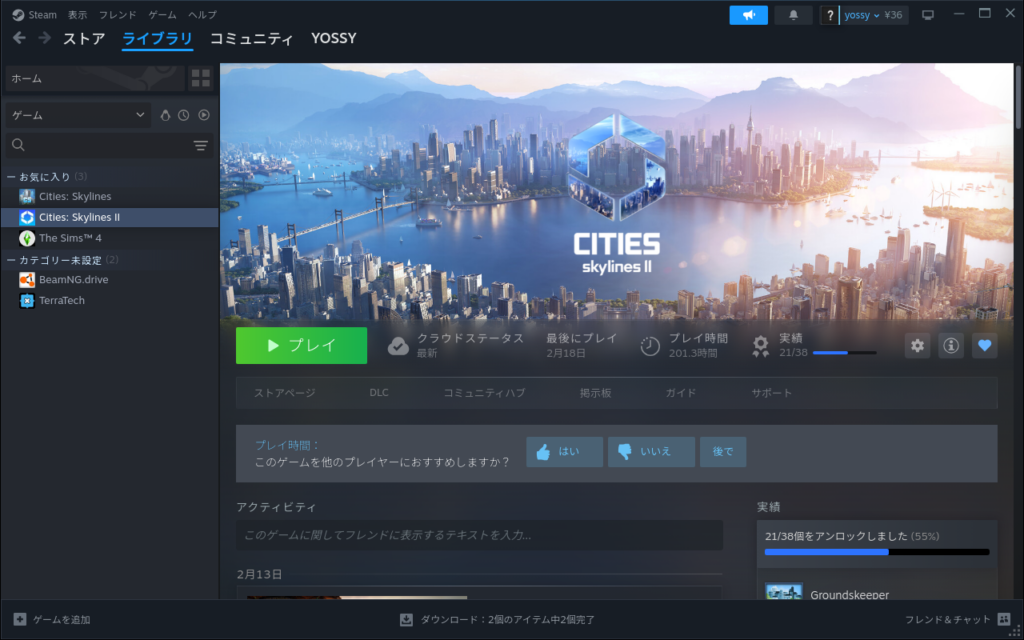 Steam 表示 フレンド ゲーム ヘルプ
? yossy ¥36
ストア ライブラリ コミュニティ YOSSY
ホーム
ゲーム
お気に入り (3)
Cities: Skylines
Cities: Skylines II
The Sims™ 4
カテゴリー未設定 (2)
BeamNG.drive
TerraTech
CITIES
skylines II
プレイ
クラウドステータス
最新
最後にプレイ
2月18日
プレイ時間
201.3時間
実績
21/38
ストアページ DLC コミュニティハブ 掲示板 ガイド サポート
プレイ時間：
このゲームを他のプレイヤーにおすすめしますか？
はい いいえ 後で
アクティビティ
このゲームに関してフレンドに表示するテキストを入力...
2月13日
実績
21/38個をアンロックしました (55%)
Groundskeeper
ゲームを追加
ダウンロード：2個のアイテム中2個完了
フレンド＆チャット